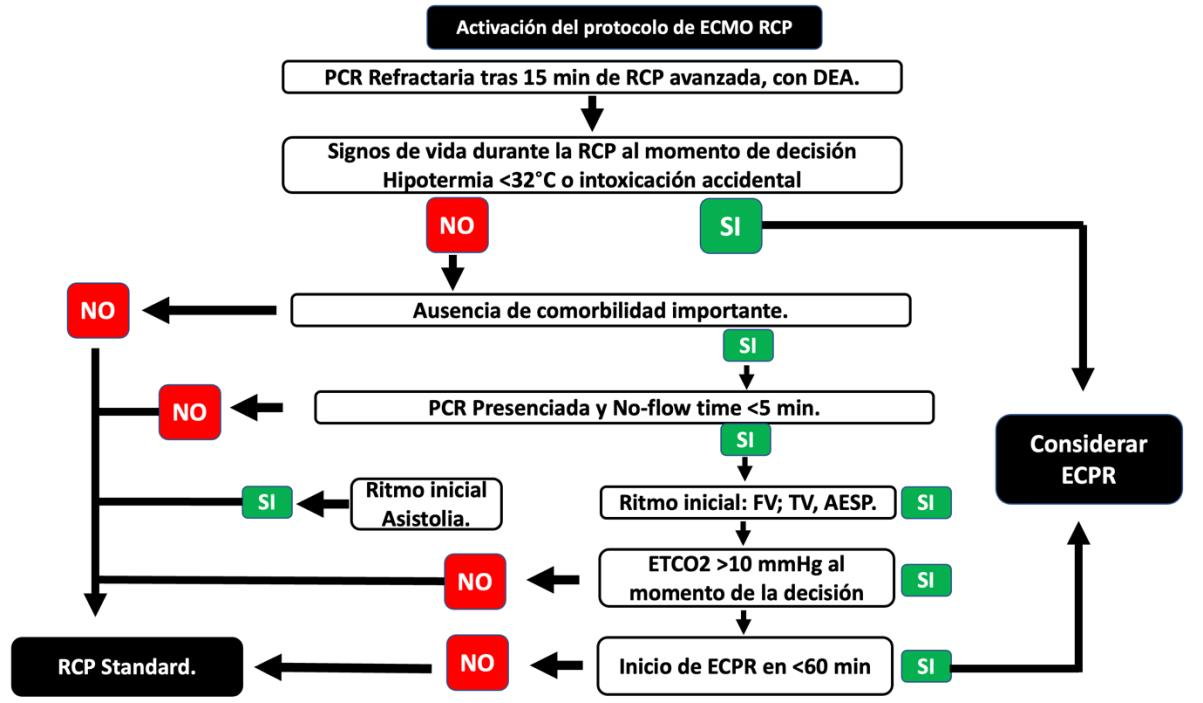 Activación del protocolo de ECMO RCP
PCR Refractaria tras 15 min de RCP avanzada, con DEA.
Signos de vida durante la RCP al momento de decisión
Hipotermia <32°C o intoxicación accidental
NO
SI
NO
Ausencia de comorbilidad importante.
SI
NO
PCR Presenciada y No-flow time <5 min.
SI
Considerar
ECPR
SI
Ritmo inicial
Asistolia.
Ritmo inicial: FV; TV, AESP.
SI
NO
ETCO2 >10 mmHg al
momento de la decisión
SI
RCP Standard.
NO
Inicio de ECPR en <60 min
SI